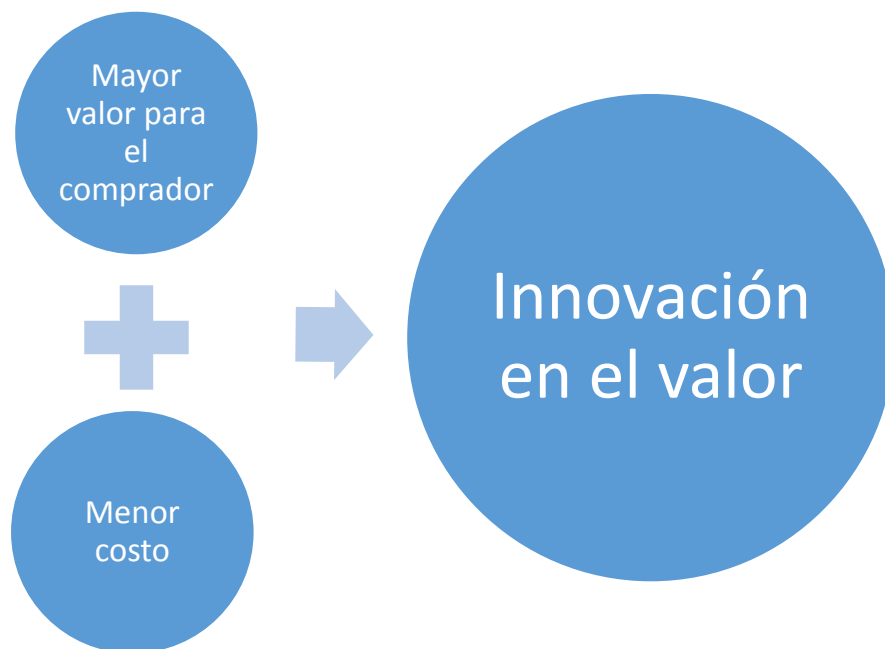 Mayor
valor para
el
comprador
Menor
costo
Innovación
en el valor